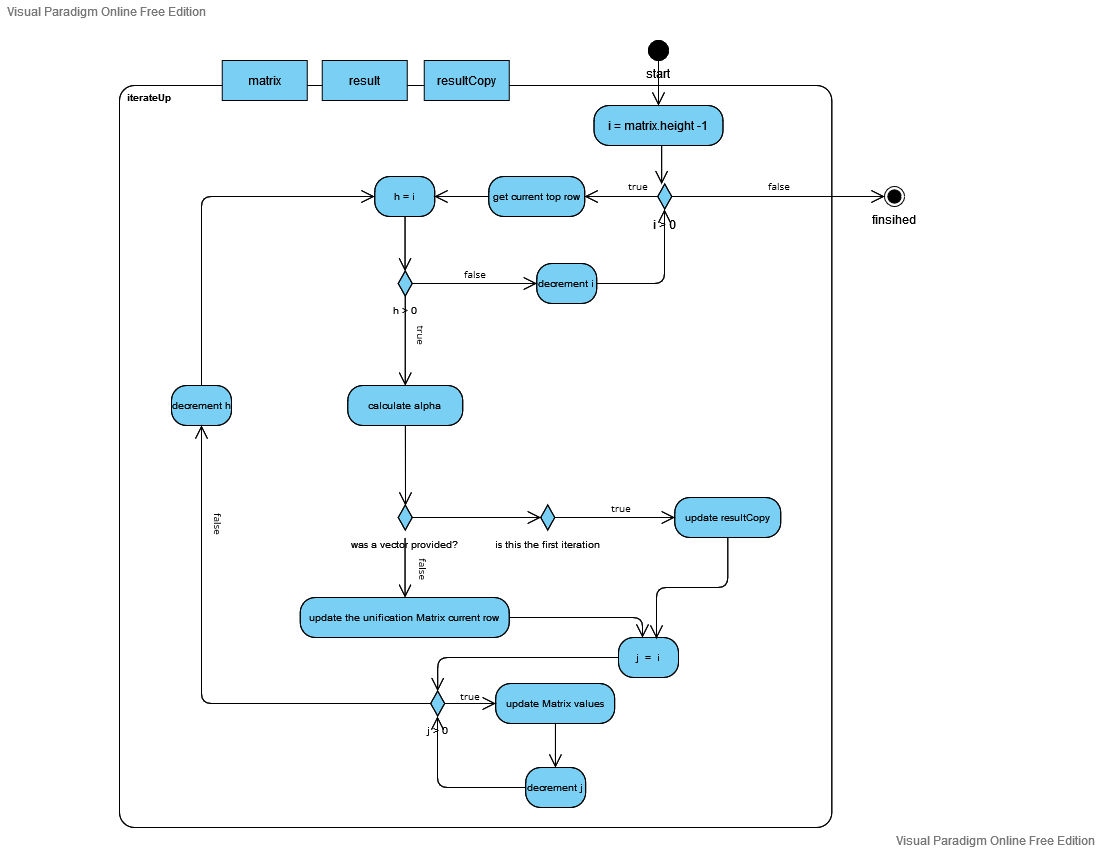 Visual Paradigm Online Free Edition
start
matrix
result
resultCopy
iterateUp
i = matrix.height -1
h = i
get current top row
true
false
i > 0
finsihed
false
decrement i
h > 0
true
decrement h
calculate alpha
true
update resultCopy
false
was a vector provided?
is this the first iteration
false
update the unification Matrix current row
j = i
true
update Matrix values
j > 0
decrement j
Visual Paradigm Online Free Edition